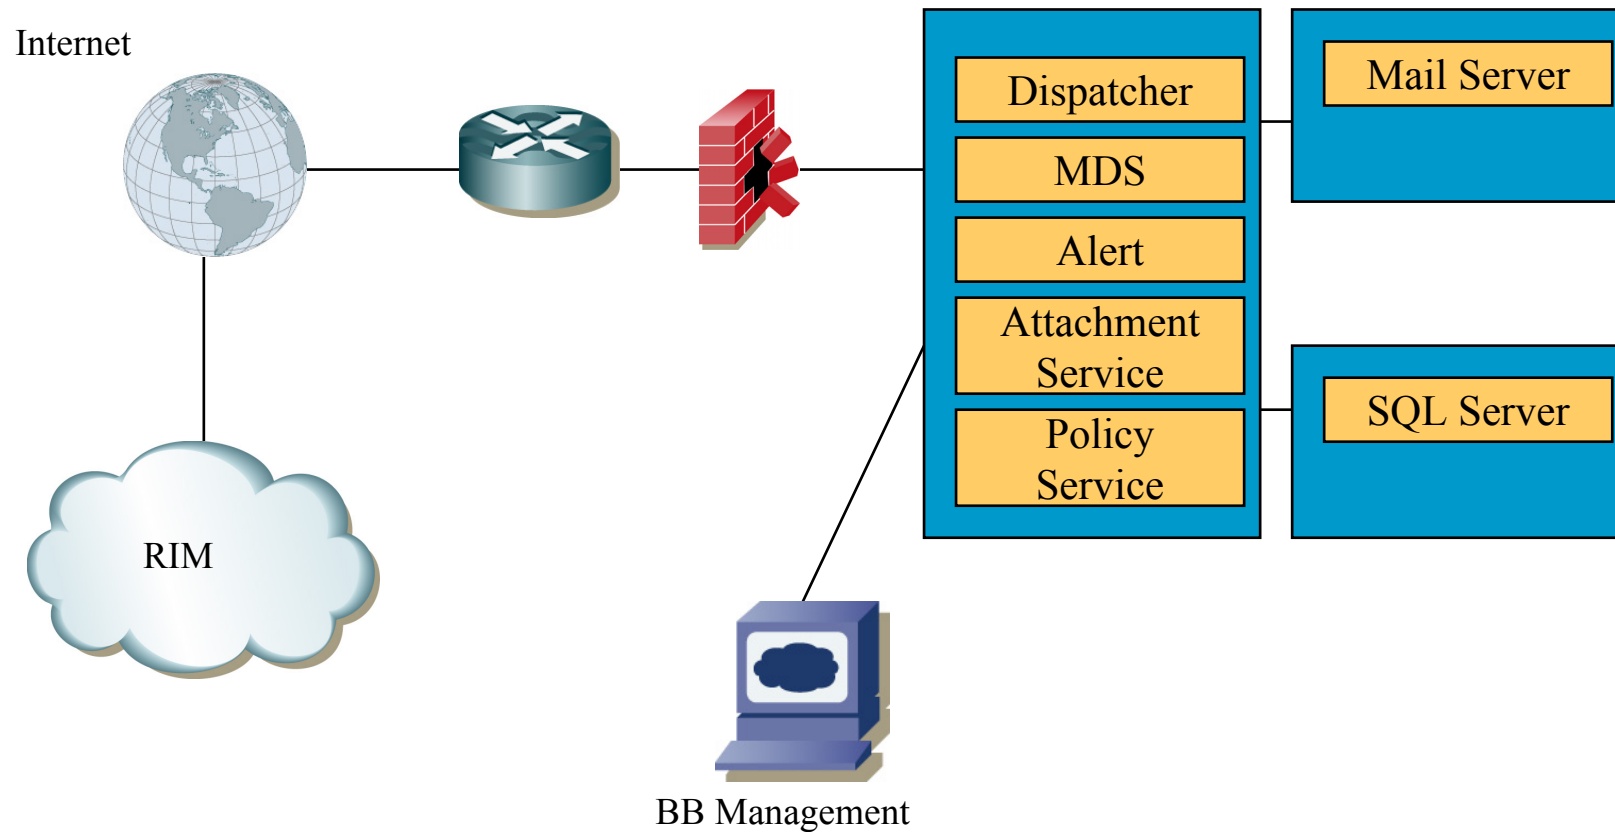 Internet
Dispatcher
MDS
Alert
Attachment
Service
Policy
Service
Mail Server
SQL Server
RIM
BB Management